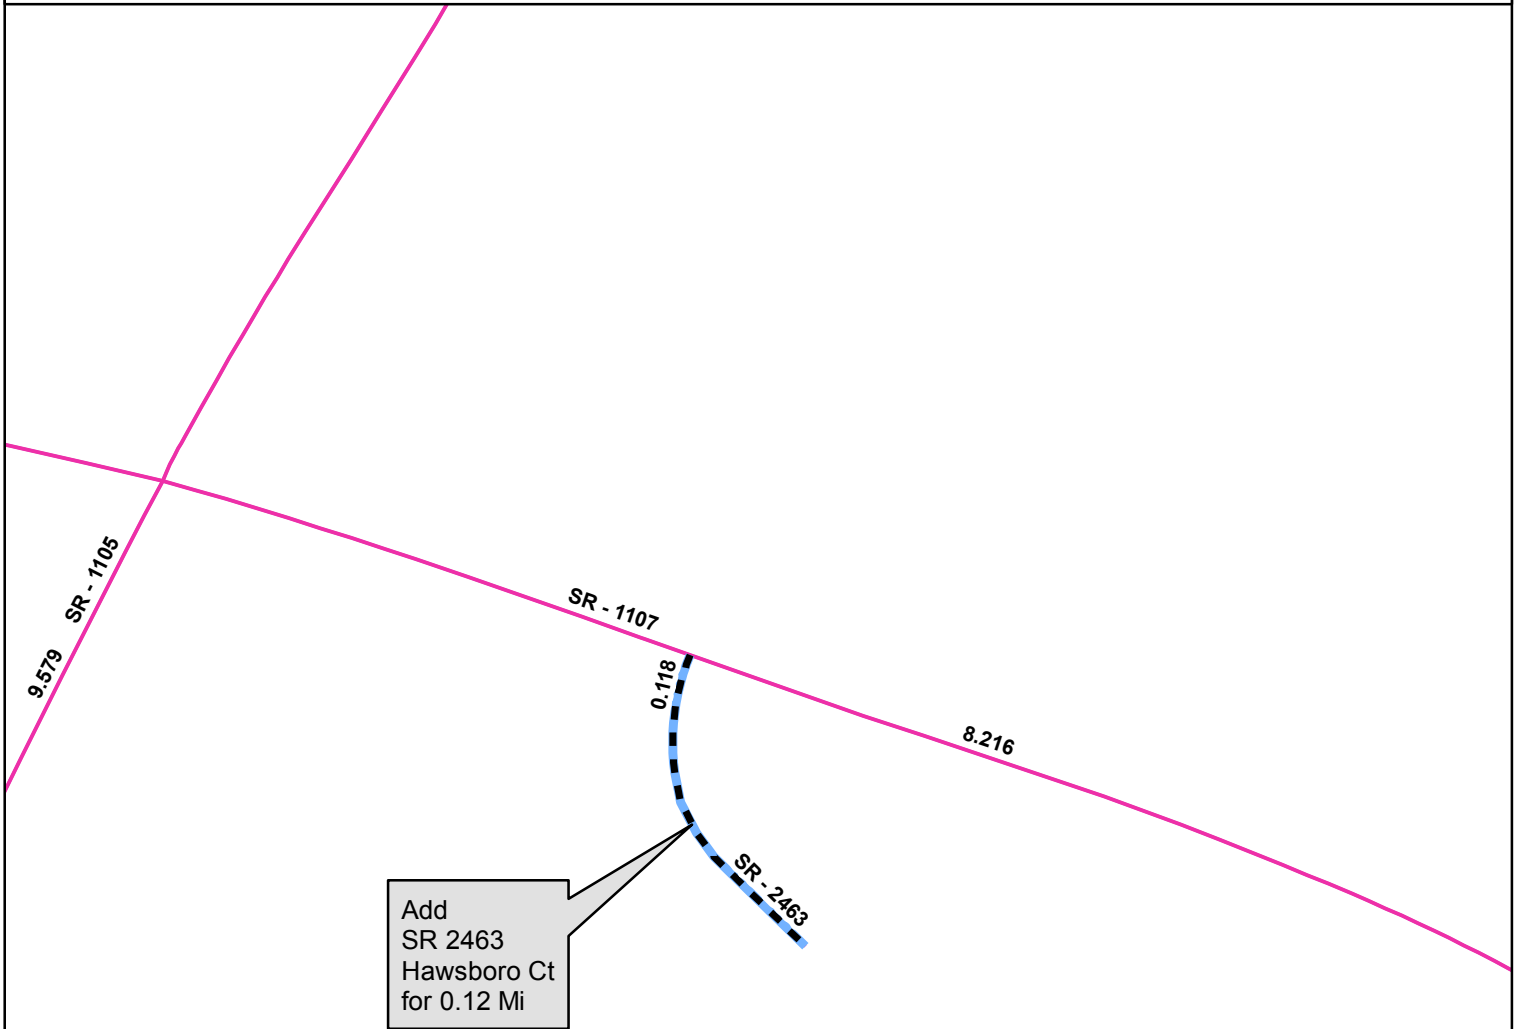 SR - 1105
9.579
SR - 1107
0.118
8.216
SR - 2463
Add
SR 2463
Hawsboro Ct
for 0.12 Mi